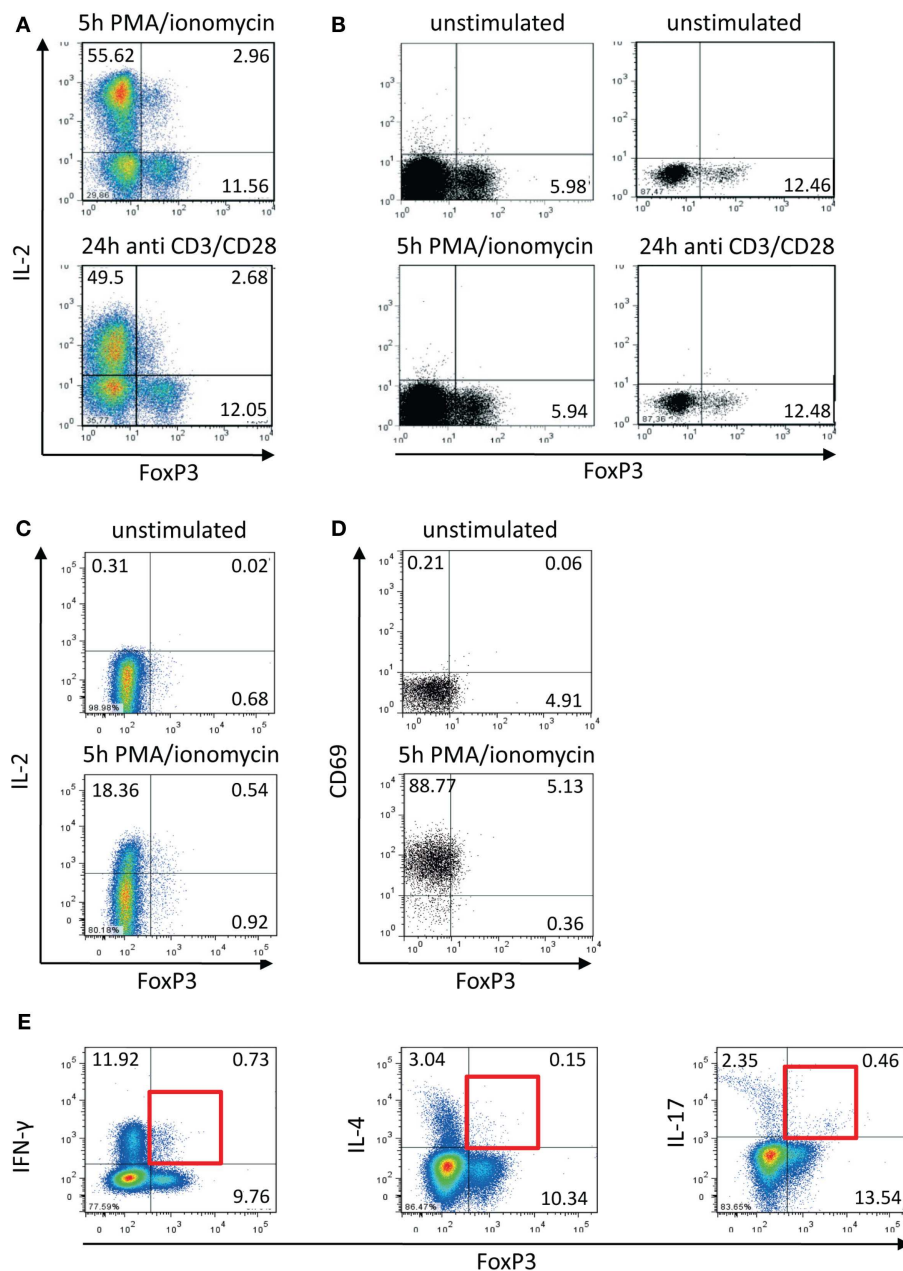 A
5h PMA/ionomycin
55.62 2.96
11.56
29,86
24h anti CD3/CD28
49.5 2.68
12.05
35,77
IL-2
FoxP3
B
unstimulated unstimulated
5.98 12.46
87,47
5h PMA/ionomycin 24h anti CD3/CD28
5.94 12.48
87,36
FoxP3
C
unstimulated
0.31 0.02
0.68
98.98%
5h PMA/ionomycin
18.36 0.54
0.92
80.18%
IL-2
FoxP3
D
unstimulated
0.21 0.06
4.91
5h PMA/ionomycin
88.77 5.13
0.36
CD69
FoxP3
E
11.92 0.73
9.76
77.59%
IFN-γ
3.04 0.15
10.34
86.47%
IL-4
2.35 0.46
13.54
83.65%
IL-17
FoxP3